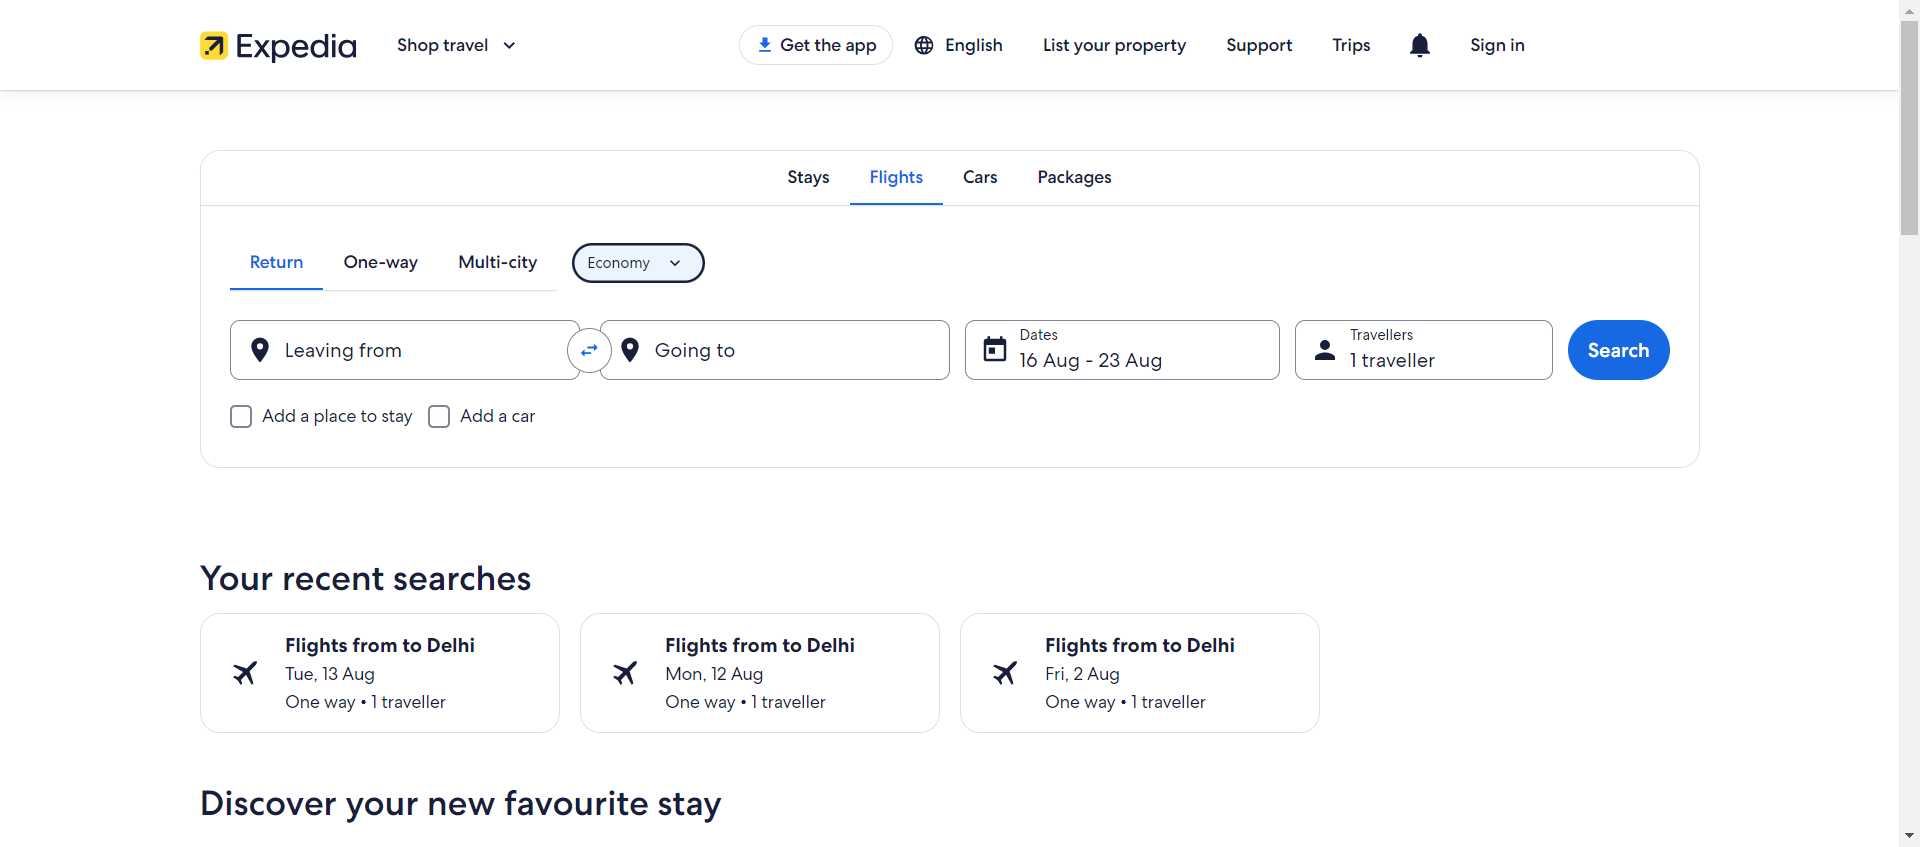 Expedia
Shop travel
Get the app
English
List your property
Support
Trips
Sign in
Stays
Flights
Cars
Packages
Return
One-way
Multi-city
Economy
Leaving from
Going to
Dates
16 Aug - 23 Aug
Travellers
1 traveller
Search
Add a place to stay
Add a car
Your recent searches
Flights from to Delhi
Tue, 13 Aug
One way • 1 traveller
Flights from to Delhi
Mon, 12 Aug
One way • 1 traveller
Flights from to Delhi
Fri, 2 Aug
One way • 1 traveller
Discover your new favourite stay